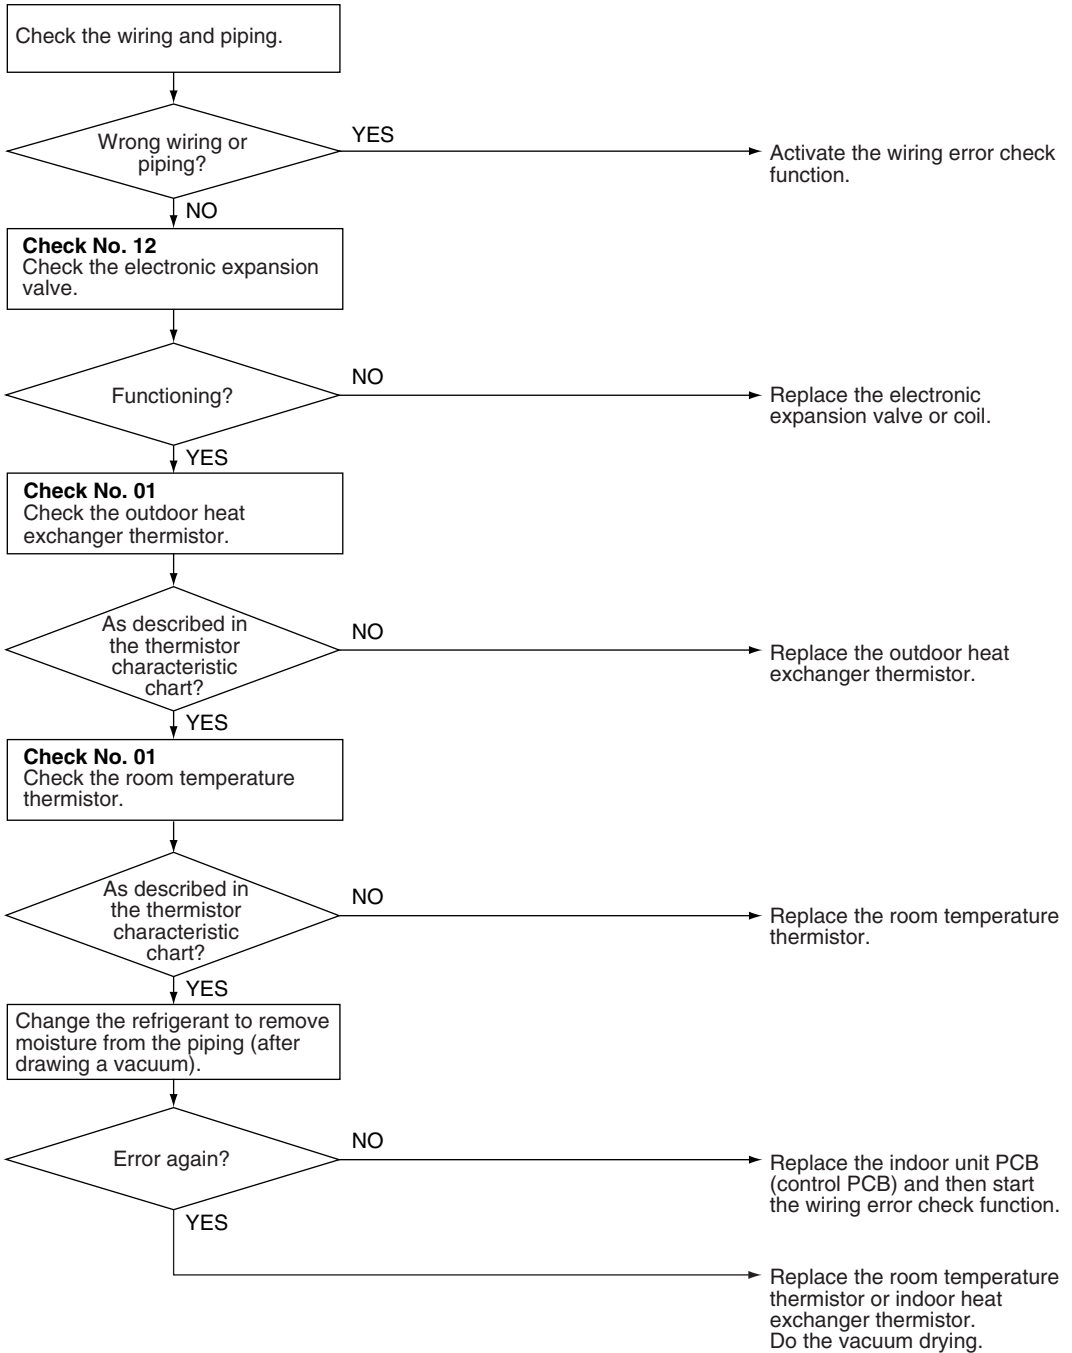 Check the wiring and piping.
Wrong wiring or
piping?
YES
Activate the wiring error check
function.
NO
Check No. 12
Check the electronic expansion
valve.
Functioning?
NO
Replace the electronic
expansion valve or coil.
YES
Check No. 01
Check the outdoor heat
exchanger thermistor.
As described in
the thermistor
characteristic
chart?
NO
Replace the outdoor heat
exchanger thermistor.
YES
Check No. 01
Check the room temperature
thermistor.
As described in
the thermistor
characteristic
chart?
NO
Replace the room temperature
thermistor.
YES
Change the refrigerant to remove
moisture from the piping (after
drawing a vacuum).
Error again?
NO
Replace the indoor unit PCB
(control PCB) and then start
the wiring error check function.
YES
Replace the room temperature
thermistor or indoor heat
exchanger thermistor.
Do the vacuum drying.